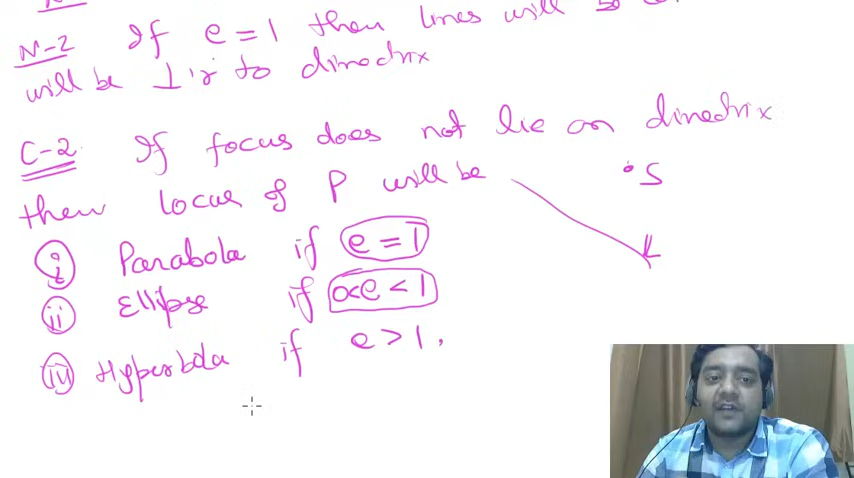 N-2 If e = 1 then lines will
will be ⊥'r to directrix
C-2 If focus does not lie on directrix
then locus of P will be
•S
(i) Parabola if e = 1
(ii) Ellipse if 0<e < 1
(iv) Hyperbola if e > 1,